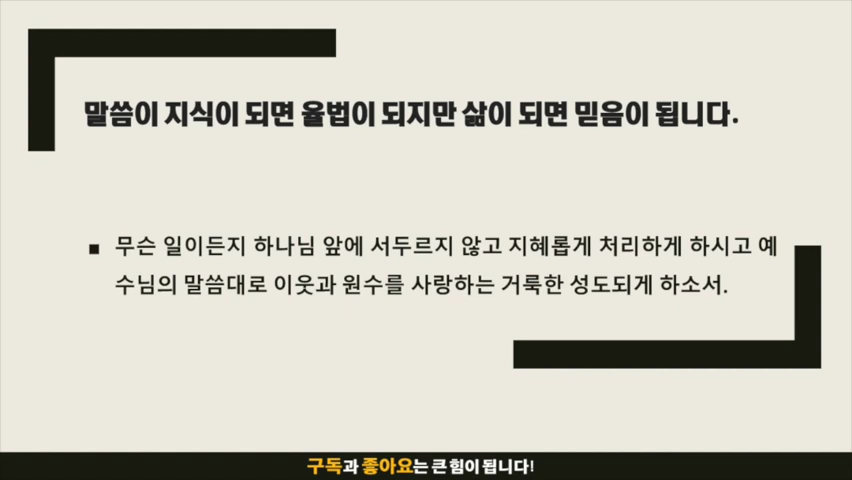 말씀이 지식이 되면 율법이 되지만 삶이 되면 믿음이 됩니다.
■ 무슨 일이든지 하나님 앞에 서두르지 않고 지혜롭게 처리하게 하시고 예
수님의 말씀대로 이웃과 원수를 사랑하는 거룩한 성도되게 하소서.
구독과 좋아요는 큰 힘이 됩니다!